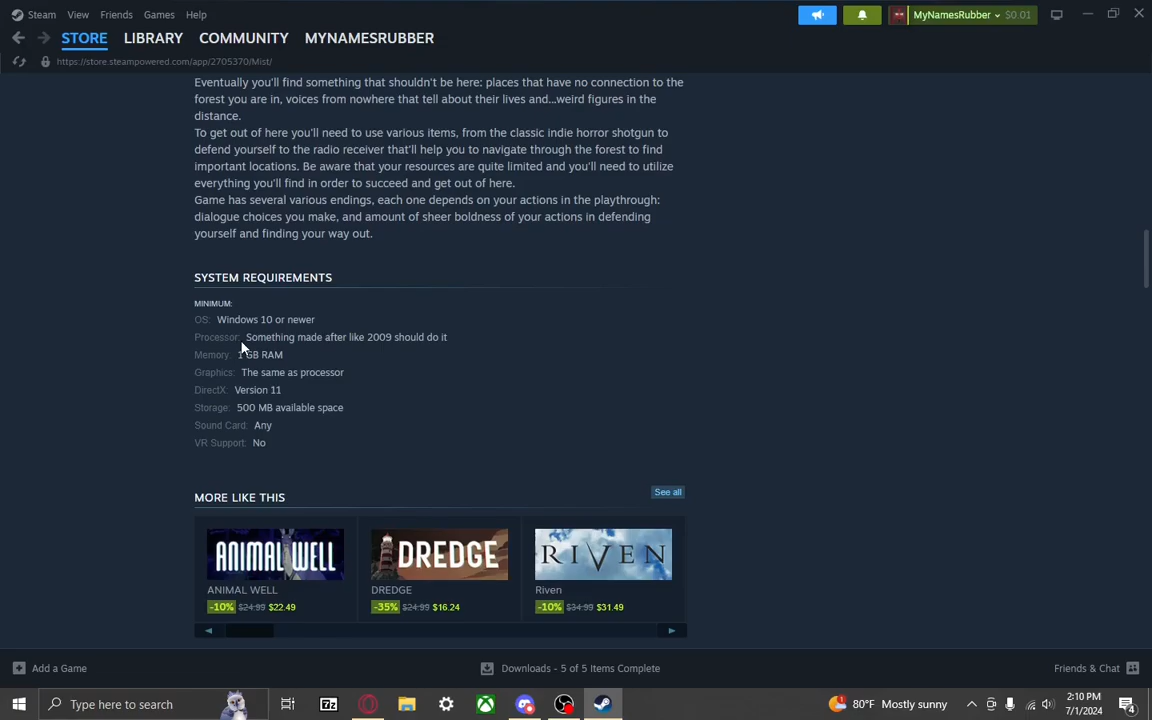 Steam View Friends Games Help
MyNamesRubber $0.01
STORE LIBRARY COMMUNITY MYNAMESRUBBER
https://store.steampowered.com/app/2705370/Mist/
Eventually you'll find something that shouldn't be here: places that have no connection to the
forest you are in, voices from nowhere that tell about their lives and...weird figures in the
distance.
To get out of here you'll need to use various items, from the classic indie horror shotgun to
defend yourself to the radio receiver that'll help you to navigate through the forest to find
important locations. Be aware that your resources are quite limited and you'll need to utilize
everything you'll find in order to succeed and get out of here.
Game has several various endings, each one depends on your actions in the playthrough:
dialogue choices you make, and amount of sheer boldness of your actions in defending
yourself and finding your way out.
SYSTEM REQUIREMENTS
MINIMUM:
OS: Windows 10 or newer
Processor: Something made after like 2009 should do it
Memory: 1 GB RAM
Graphics: The same as processor
DirectX: Version 11
Storage: 500 MB available space
Sound Card: Any
VR Support: No
MORE LIKE THIS
See all
ANIMAL WELL DREDGE RIVEN
ANIMAL WELL DREDGE Riven
-10% $24.99 $22.49 -35% $24.99 $16.24 -10% $34.99 $31.49
Add a Game Downloads - 5 of 5 Items Complete Friends & Chat
Type here to search 7z 1 80°F Mostly sunny 2:10 PM
7/1/2024 4